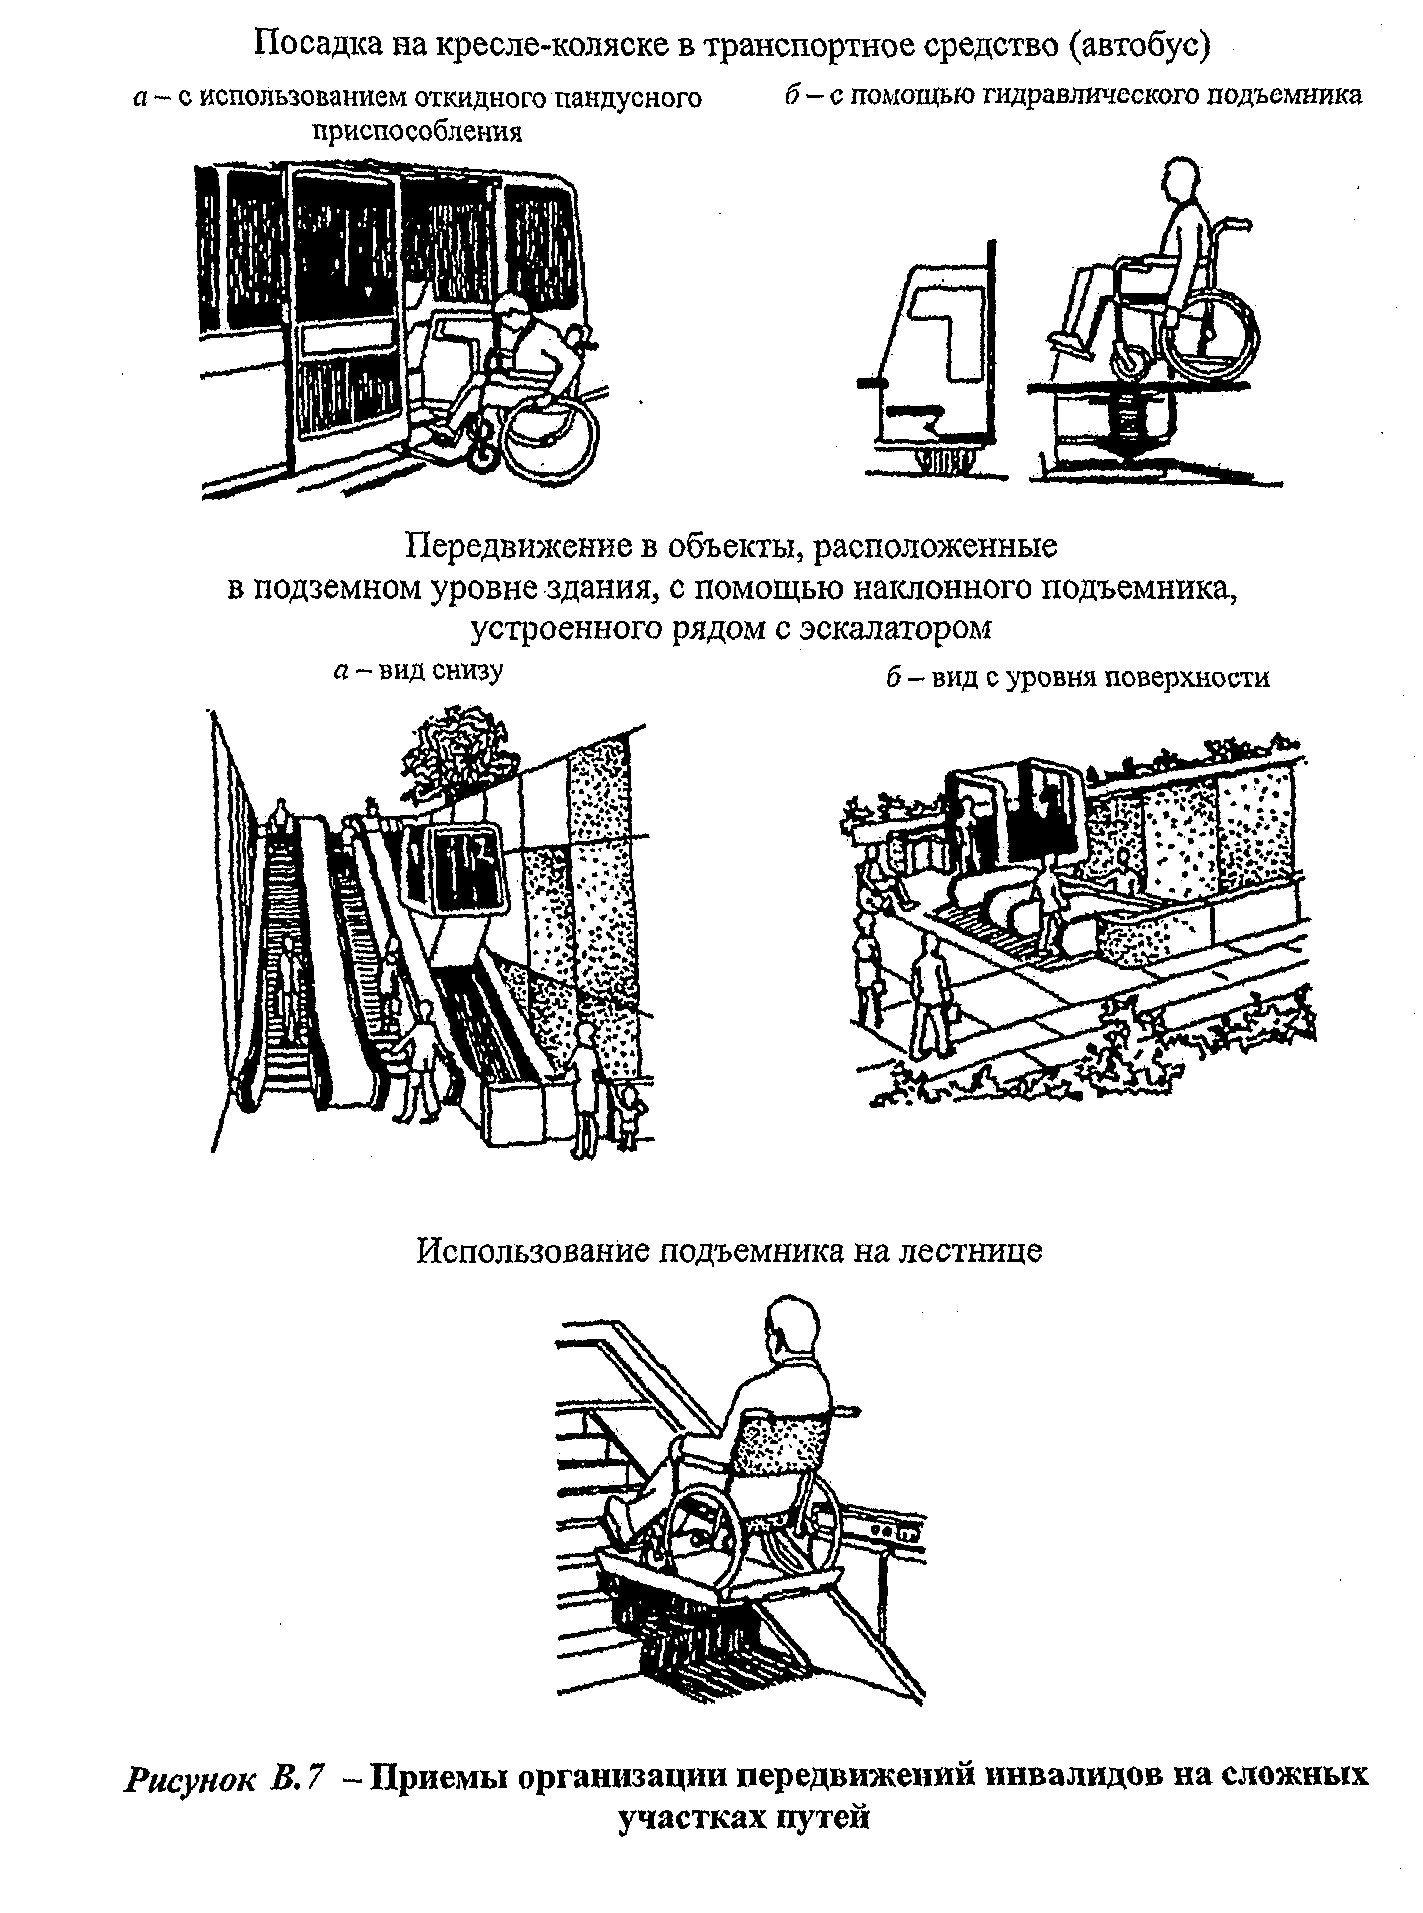 Посадка на кресле-коляске в транспортное средство (автобус)
а – с использованием откидного пандусного
приспособления
б – с помощью гидравлического подъемника
Передвижение в объекты, расположенные
в подземном уровне здания, с помощью наклонного подъемника,
устроенного рядом с эскалатором
а – вид снизу
б – вид с уровня поверхности
Использование подъемника на лестнице
Рисунок В.7 – Приемы организации передвижений инвалидов на сложных
участках путей